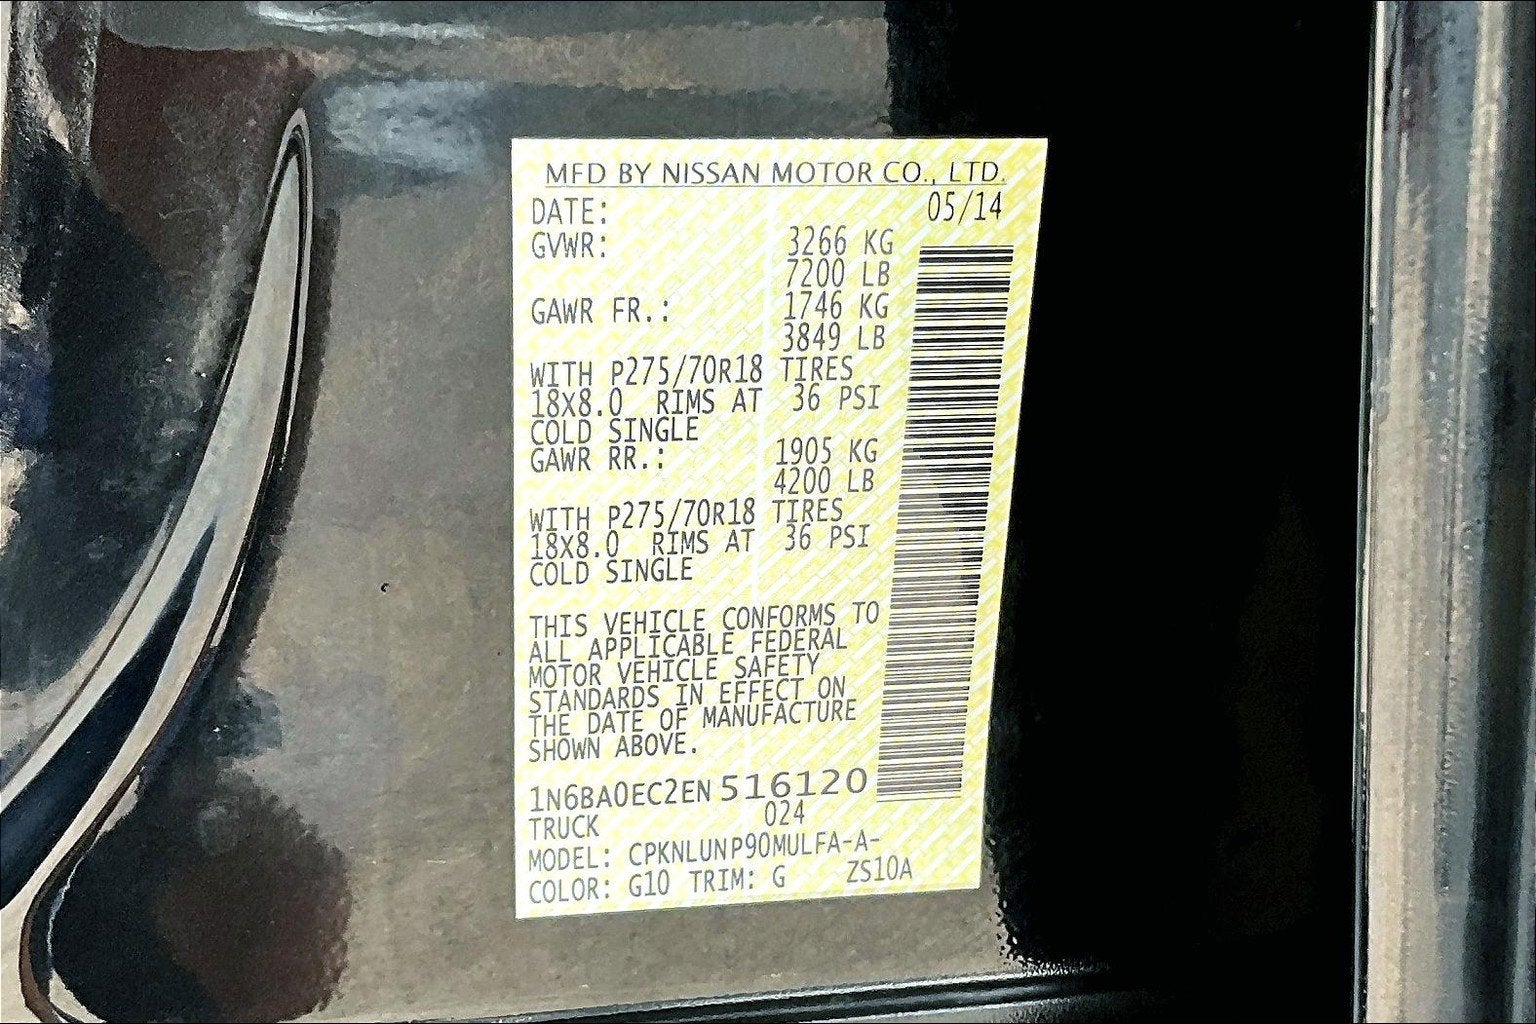 MFD BY NISSAN MOTOR CO., LTD.
DATE: 05/14
GVWR: 3266 KG
7200 LB
GAWR FR.: 1746 KG
3849 LB
WITH P275/70R18 TIRES
18X8.0 RIMS AT 36 PSI
COLD SINGLE
GAWR RR.: 1905 KG
4200 LB
WITH P275/70R18 TIRES
18X8.0 RIMS AT 36 PSI
COLD SINGLE
THIS VEHICLE CONFORMS TO
ALL APPLICABLE FEDERAL
MOTOR VEHICLE SAFETY
STANDARDS IN EFFECT ON
THE DATE OF MANUFACTURE
SHOWN ABOVE.
1N6BA0EC2EN516120
TRUCK 024
MODEL: CPKNLUNP90MULFA-A-
COLOR: G10 TRIM: G ZS10A